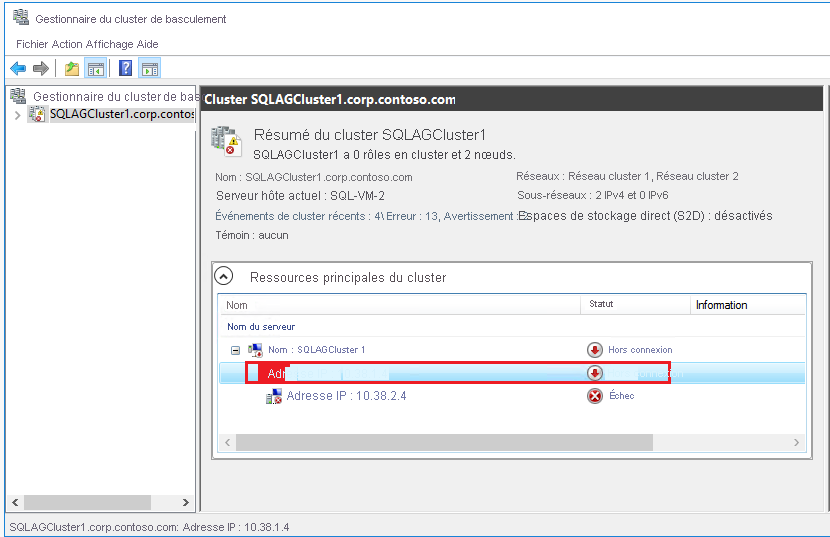 Gestionnaire du cluster de basculement
Fichier Action Affichage Aide
Gestionnaire du cluster de bas
SQLAGCluster1.corp.contos
Cluster SQLAGCluster1.corp.contoso.com
Résumé du cluster SQLAGCluster1
SQLAGCluster1 a 0 rôles en cluster et 2 nœuds.
Nom : SQLAGCluster1.corp.contoso.com
Réseaux : Réseau cluster 1, Réseau cluster 2
Serveur hôte actuel : SQL-VM-2
Sous-réseaux : 2 IPv4 et 0 IPv6
Événements de cluster récents : 4\ Erreur : 13, Avertissement :
Espaces de stockage direct (S2D) : désactivés
Témoin : aucun
Ressources principales du cluster
Nom Statut Information
Nom du serveur
Nom : SQLAGCluster 1 Hors connexion
Adr
Adresse IP : 10.38.2.4 Échec
SQLAGCluster1.corp.contoso.com: Adresse IP : 10.38.1.4